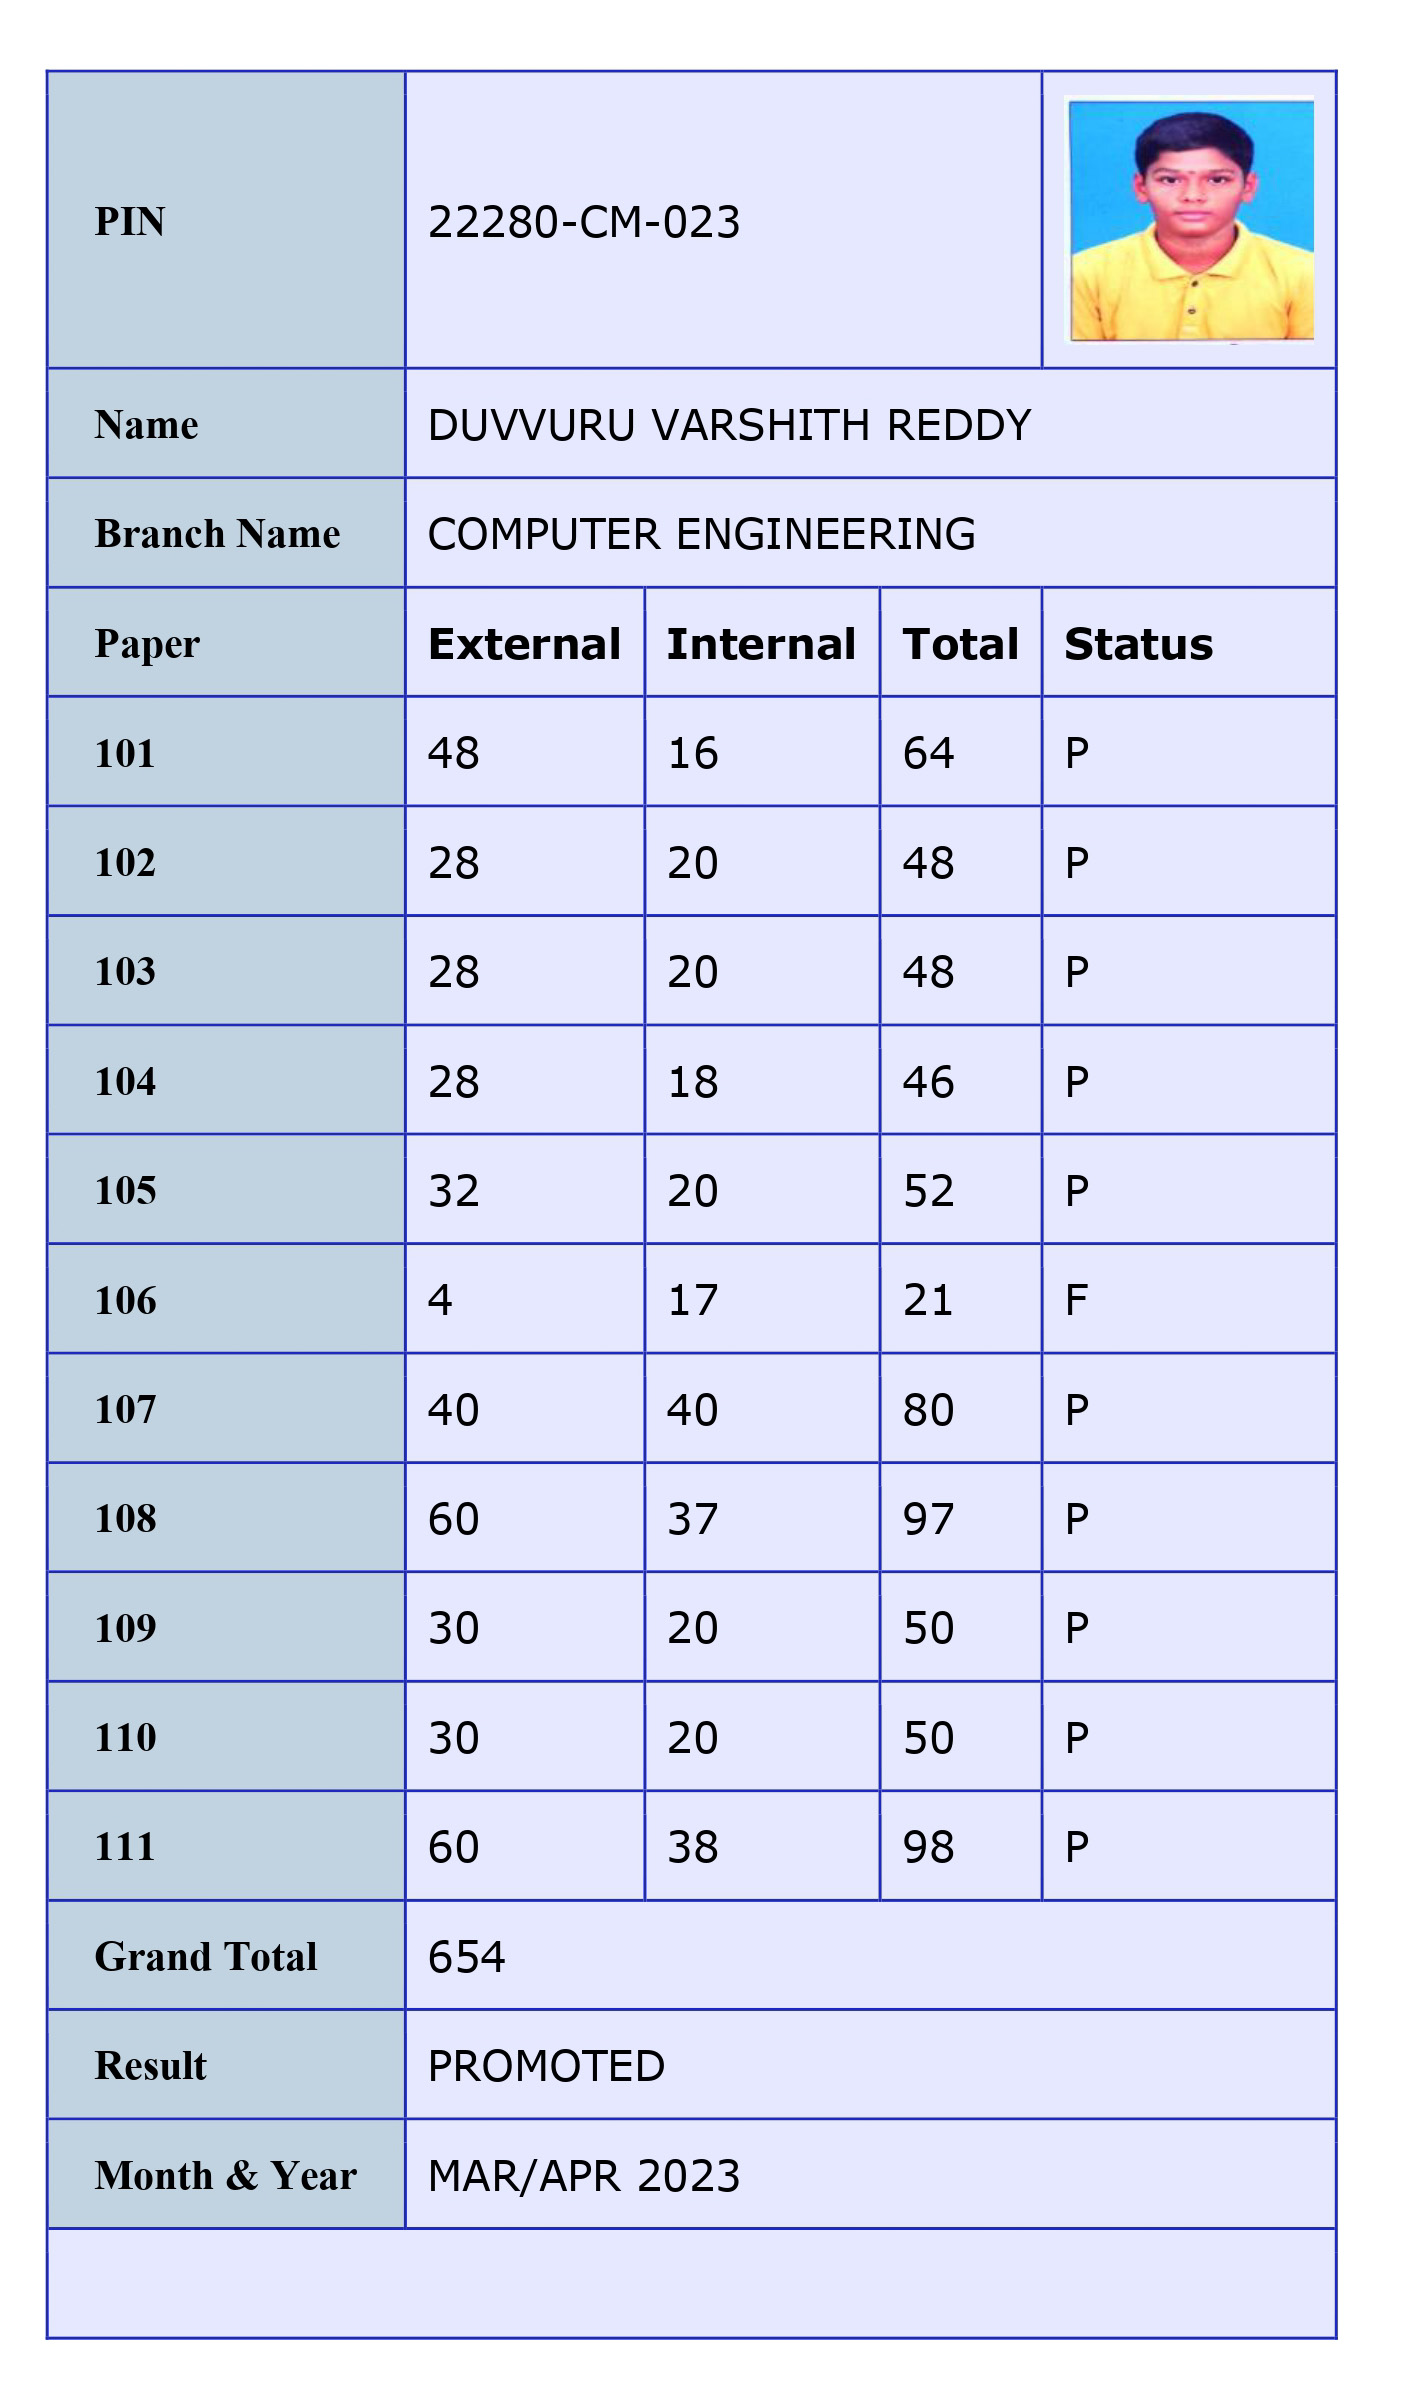 PIN 22280-CM-023
Name DUVVURU VARSHITH REDDY
Branch Name COMPUTER ENGINEERING
Paper External Internal Total Status
101 48 16 64 P
102 28 20 48 P
103 28 20 48 P
104 28 18 46 P
105 32 20 52 P
106 4 17 21 F
107 40 40 80 P
108 60 37 97 P
109 30 20 50 P
110 30 20 50 P
111 60 38 98 P
Grand Total 654
Result PROMOTED
Month & Year MAR/APR 2023